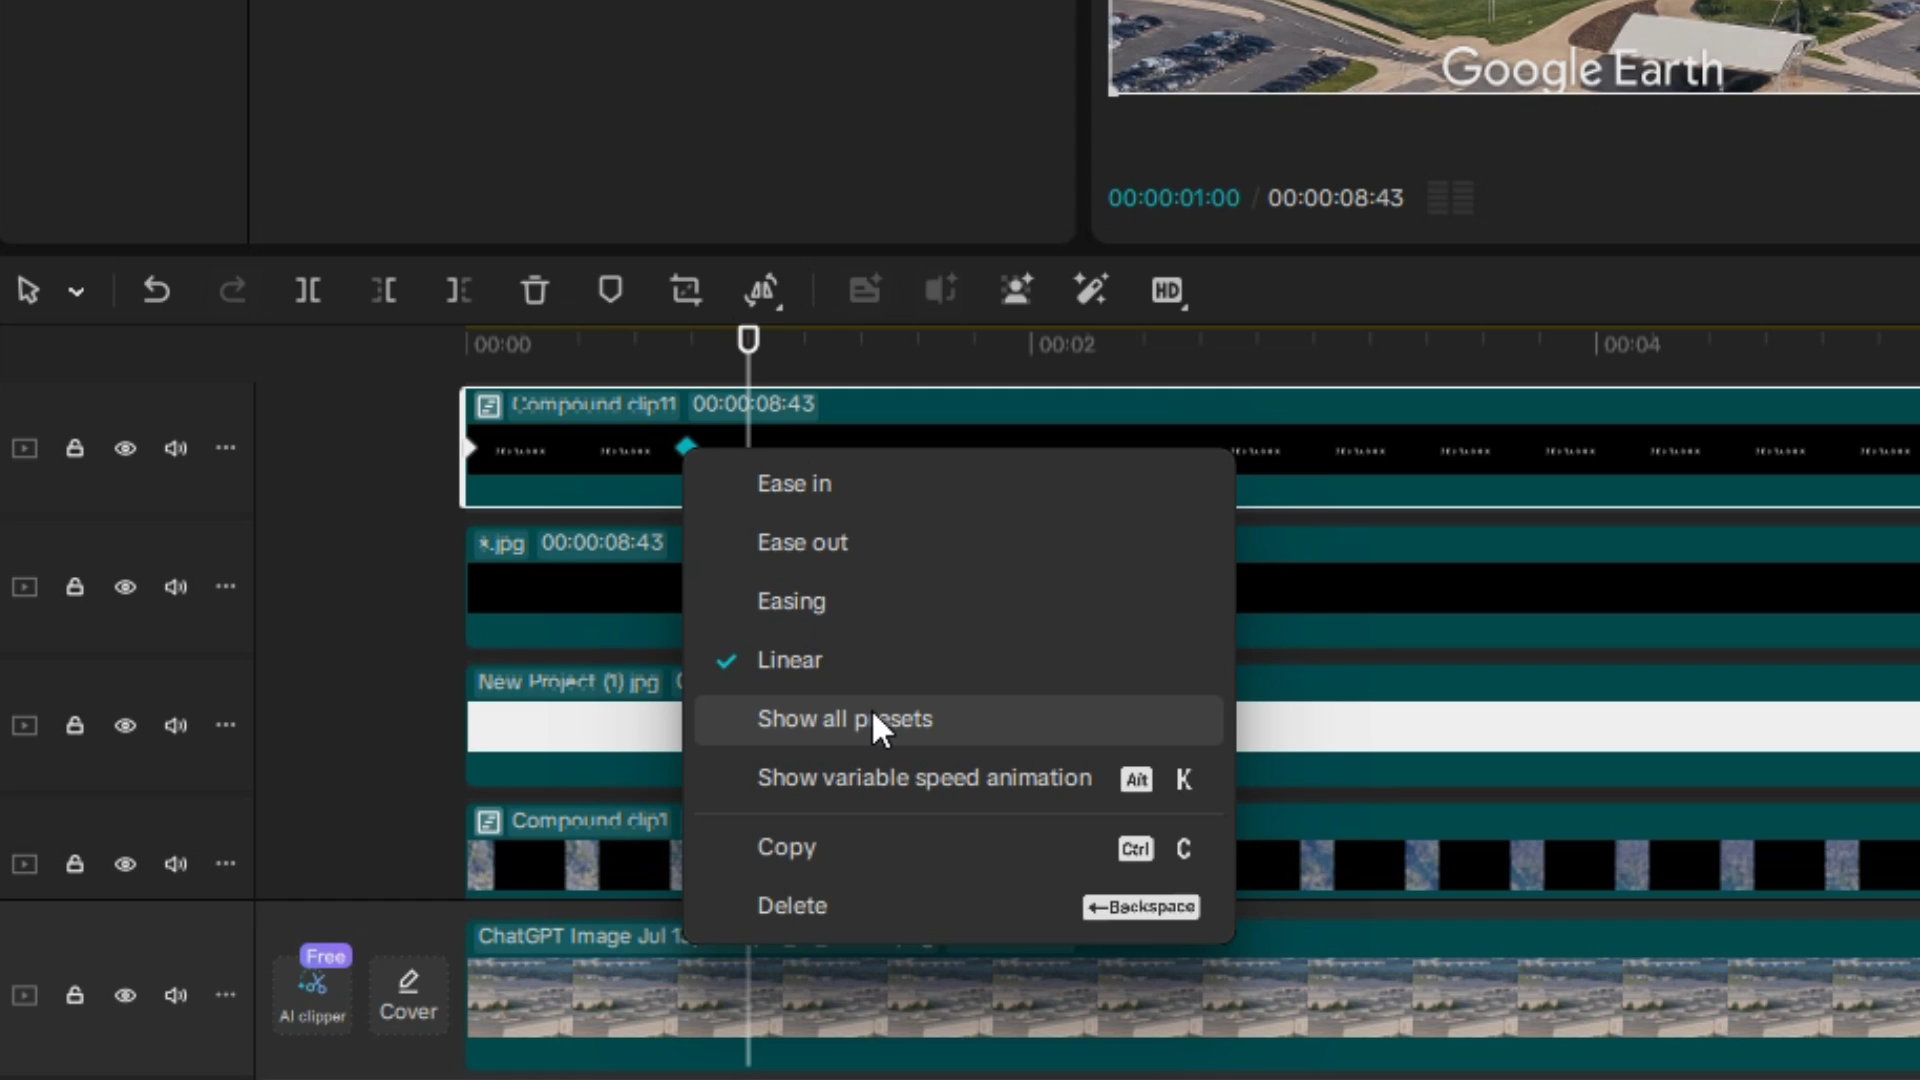 Google Earth
00:00:01:00 / 00:00:08:43
HD
00:00
00:02
00:04
Compound clip11 00:00:08:43
Ease in
.jpg 00:00:08:43
Ease out
Easing
Linear
New Project (1) jpg
Show all presets
Show variable speed animation Alt K
Compound clip1
Copy Ctrl C
Delete ←Backspace
ChatGPT Image Jul
Free
AI clipper
Cover